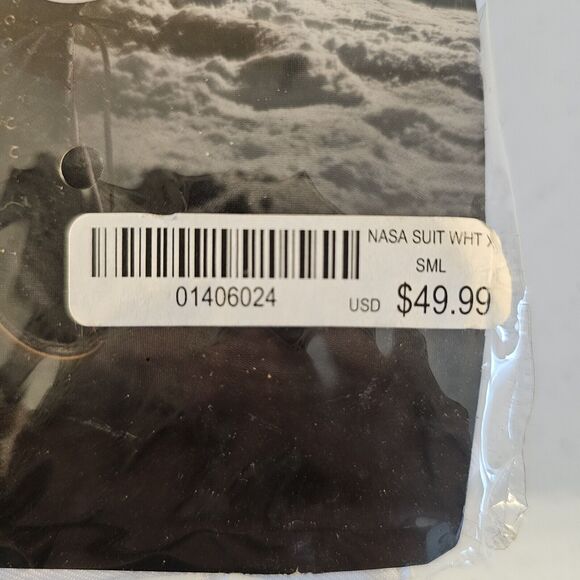 NASA SUIT WHT X
SML
01406024
USD $49.99